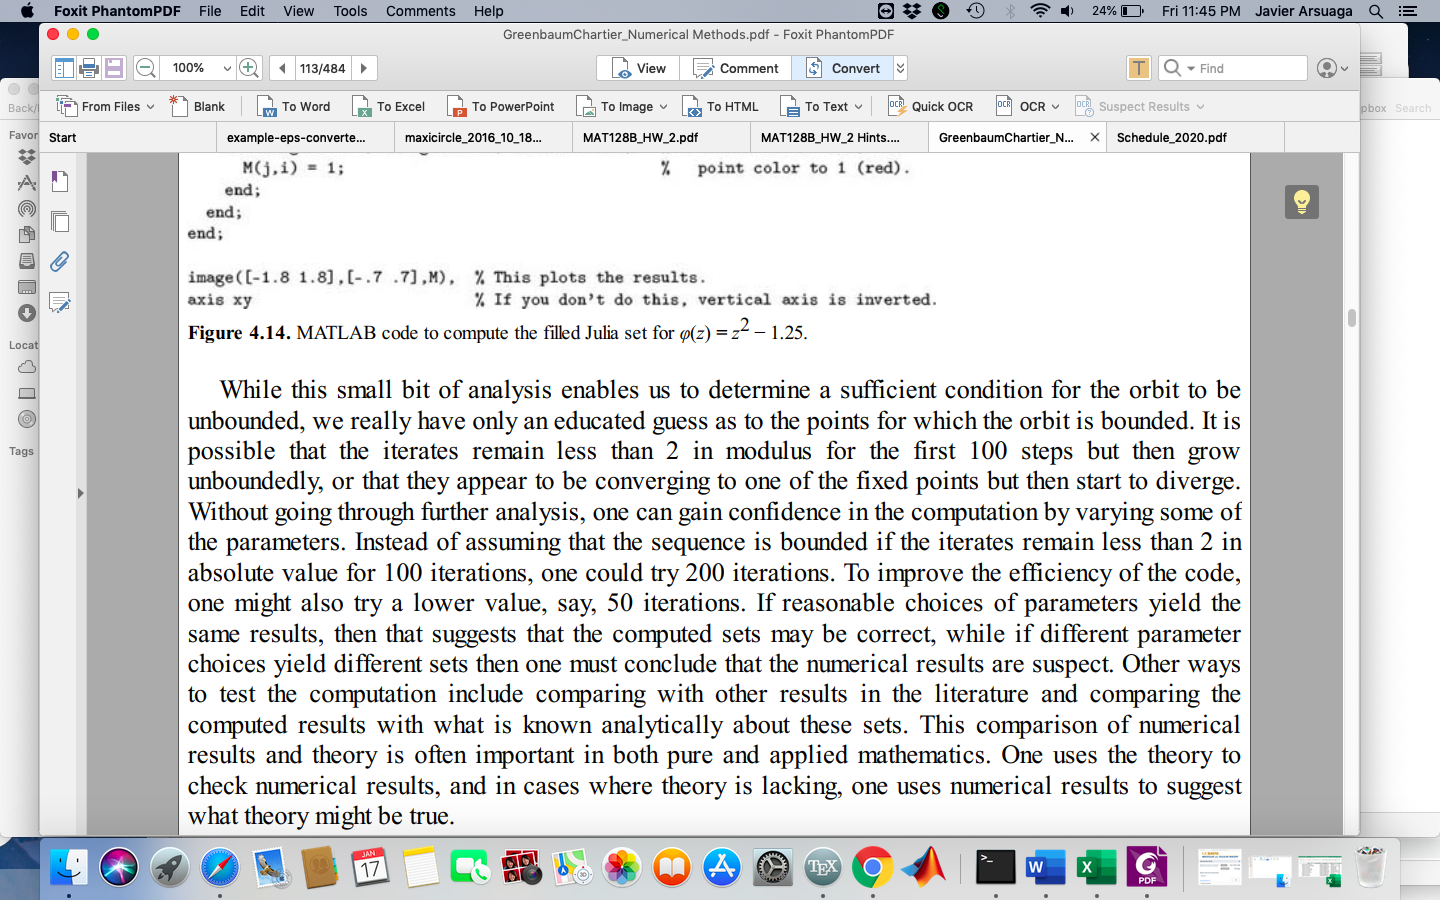 Foxit PhantomPDF File Edit View Tools Comments Help
24% Fri 11:45 PM Javier Arsuaga
GreenbaumChartier_Numerical Methods.pdf - Foxit PhantomPDF
100% 113/484 View Comment Convert T Find
Back/ From Files Blank To Word To Excel To PowerPoint To Image To HTML To Text Quick OCR OCR Suspect Results pbox Search
Favor Start example-eps-converte... maxicircle_2016_10_18... MAT128B_HW_2.pdf MAT128B_HW_2 Hints.... GreenbaumChartier_N... Schedule_2020.pdf
Locat
Tags
M(j,i) = 1; % point color to 1 (red).
end;
end;
end;
image([-1.8 1.8],[-.7 .7],M), % This plots the results.
axis xy % If you don't do this, vertical axis is inverted.
Figure 4.14. MATLAB code to compute the filled Julia set for φ(z) = z² − 1.25.
While this small bit of analysis enables us to determine a sufficient condition for the orbit to be
unbounded, we really have only an educated guess as to the points for which the orbit is bounded. It is
possible that the iterates remain less than 2 in modulus for the first 100 steps but then grow
unboundedly, or that they appear to be converging to one of the fixed points but then start to diverge.
Without going through further analysis, one can gain confidence in the computation by varying some of
the parameters. Instead of assuming that the sequence is bounded if the iterates remain less than 2 in
absolute value for 100 iterations, one could try 200 iterations. To improve the efficiency of the code,
one might also try a lower value, say, 50 iterations. If reasonable choices of parameters yield the
same results, then that suggests that the computed sets may be correct, while if different parameter
choices yield different sets then one must conclude that the numerical results are suspect. Other ways
to test the computation include comparing with other results in the literature and comparing the
computed results with what is known analytically about these sets. This comparison of numerical
results and theory is often important in both pure and applied mathematics. One uses the theory to
check numerical results, and in cases where theory is lacking, one uses numerical results to suggest
what theory might be true.
JAN
17
TEX
W
X
PDF